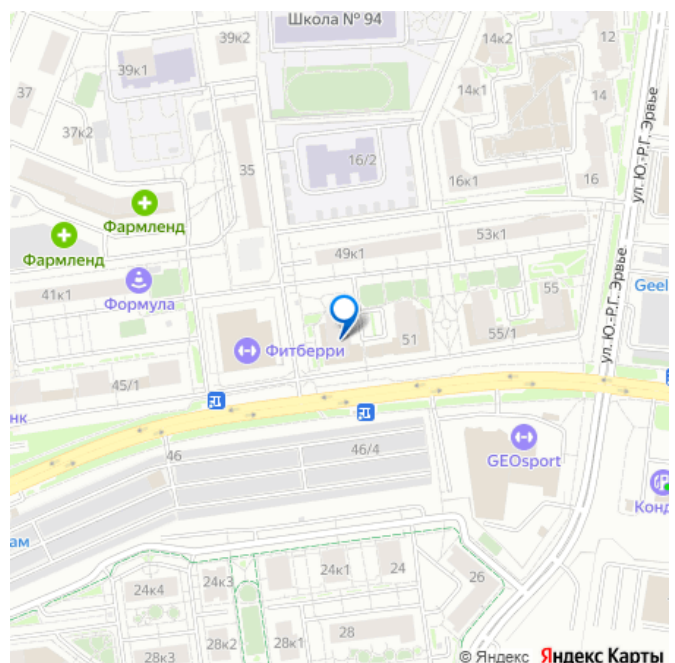 Школа № 94
39к2
14к2
12
39к1
37
14к1
14
37к2
35
16/2
16к1
16
ул. Ю.-Р.Г. Эрвье
Фармленд
Фармленд
49к1
53к1
Формула
41к1
55
Geel
51
55/1
Фитберри
ул. Ю.-Р.Г. Эрвье
45/1
нк
46
46/4
GEOsport
Конд
ам
24к4
24к3
24к1
24
26
28к3
28к2
28к1
28
© Яндекс Яндекс Карты